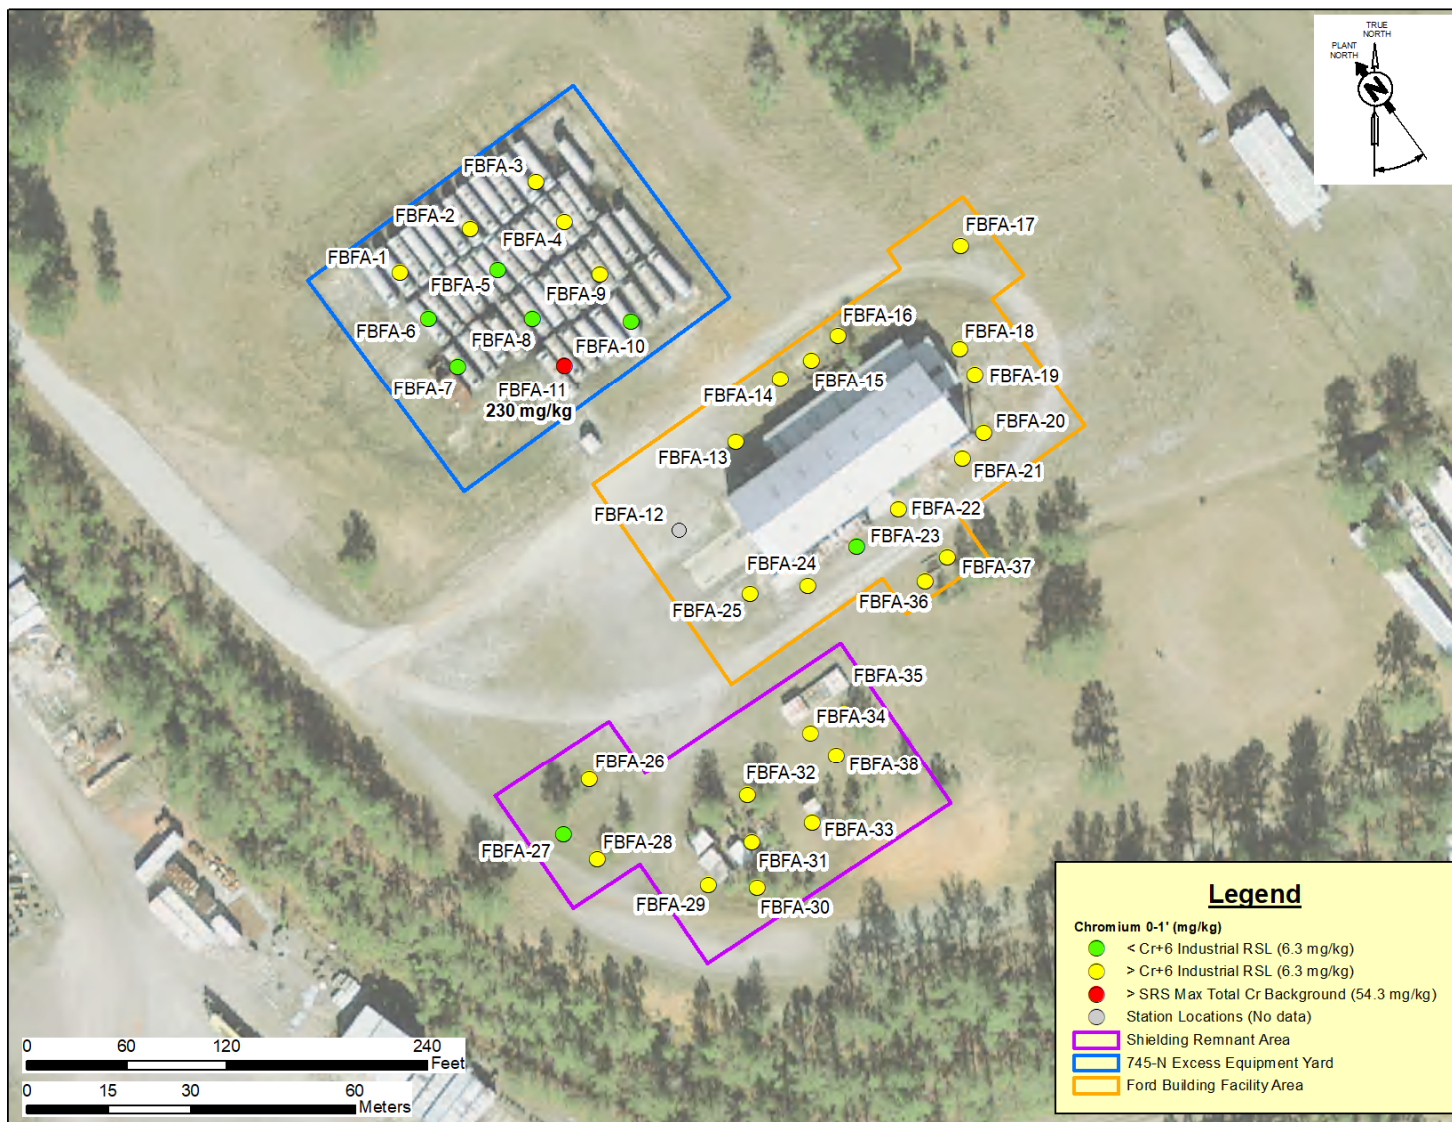 TRUE
NORTH
PLANT
NORTH
N
FBFA-3
FBFA-2
FBFA-4
FBFA-1
FBFA-5
FBFA-9
FBFA-6
FBFA-8
FBFA-10
FBFA-7
FBFA-11
230 mg/kg
FBFA-17
FBFA-16
FBFA-18
FBFA-15
FBFA-19
FBFA-14
FBFA-20
FBFA-13
FBFA-21
FBFA-12
FBFA-22
FBFA-23
FBFA-24
FBFA-37
FBFA-25
FBFA-36
FBFA-35
FBFA-34
FBFA-26
FBFA-38
FBFA-32
FBFA-33
FBFA-27
FBFA-28
FBFA-31
FBFA-29
FBFA-30
Legend
Chromium 0-1' (mg/kg)
< Cr+6 Industrial RSL (6.3 mg/kg)
> Cr+6 Industrial RSL (6.3 mg/kg)
> SRS Max Total Cr Background (54.3 mg/kg)
Station Locations (No data)
Shielding Remnant Area
745-N Excess Equipment Yard
Ford Building Facility Area
0 60 120 240
Feet
0 15 30 60
Meters